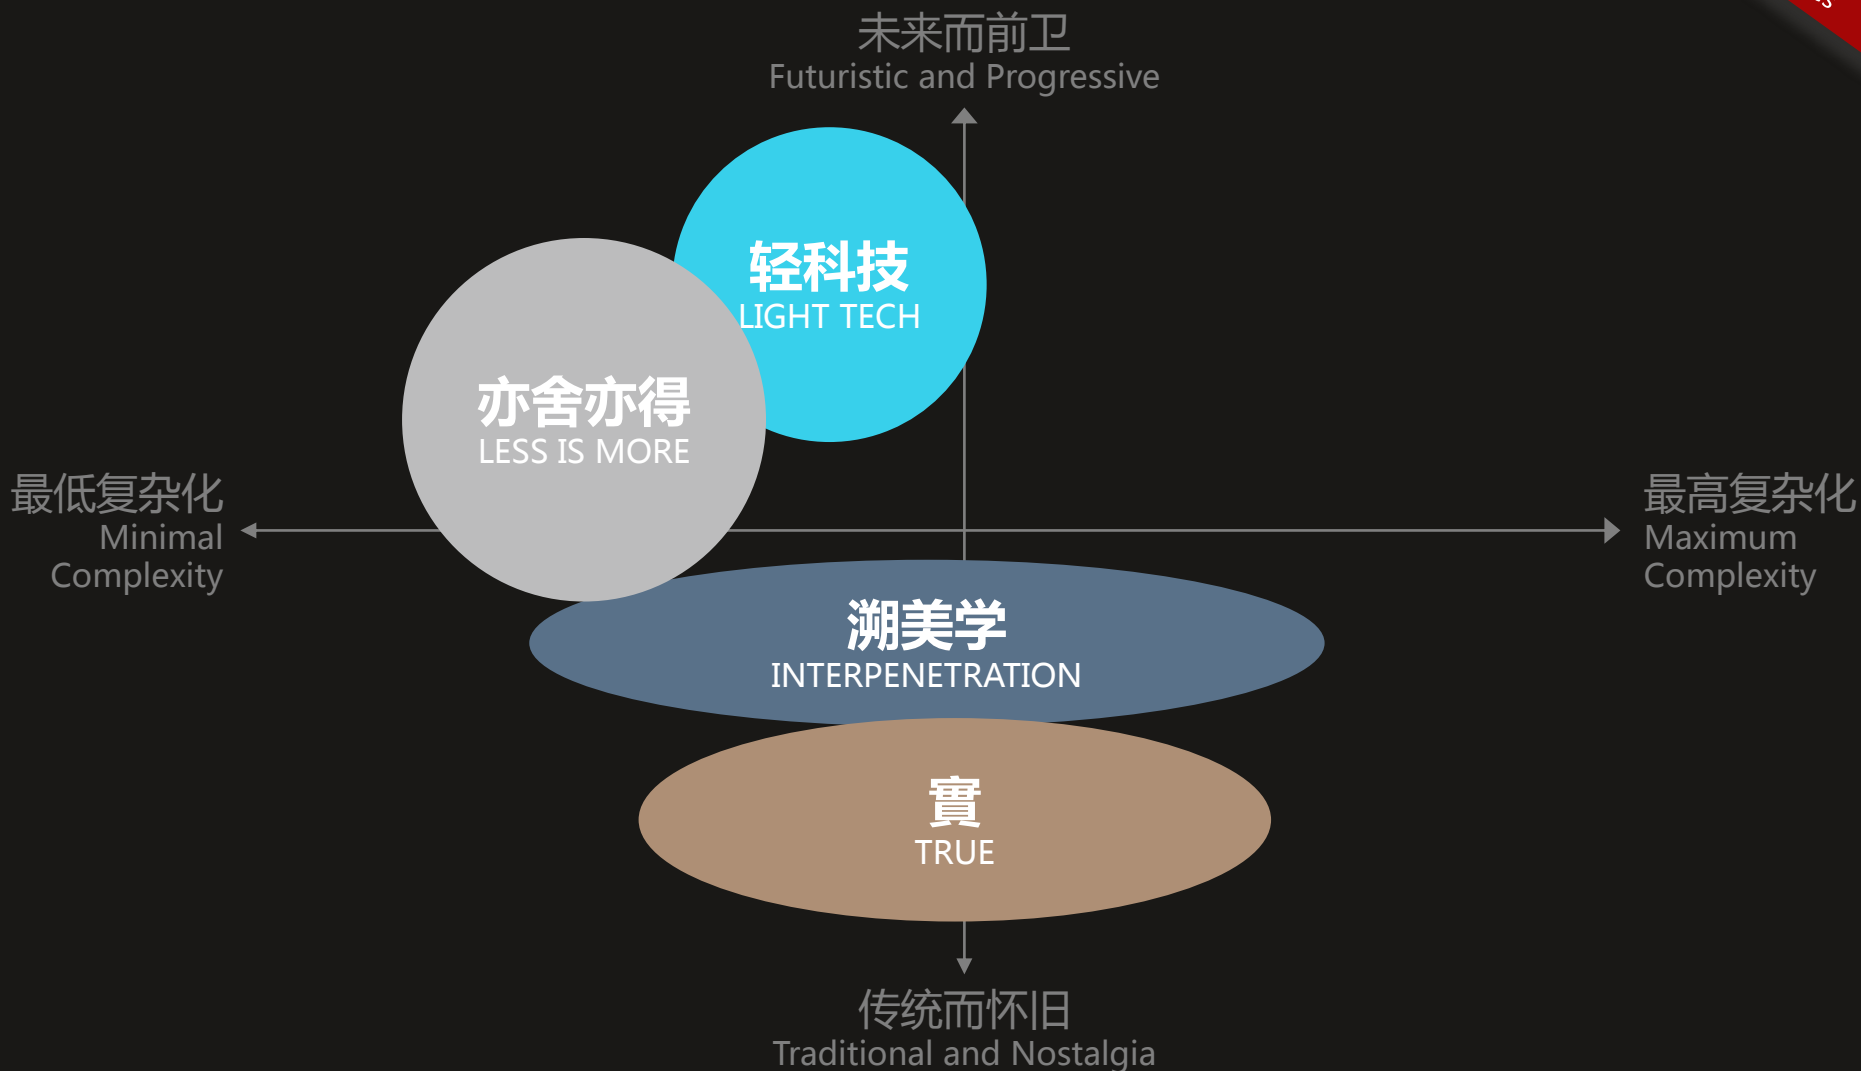 未来而前卫
Futuristic and Progressive
轻科技
LIGHT TECH
亦舍亦得
LESS IS MORE
最低复杂化
Minimal
Complexity
最高复杂化
Maximum
Complexity
溯美学
INTERPENETRATION
實
TRUE
传统而怀旧
Traditional and Nostalgia